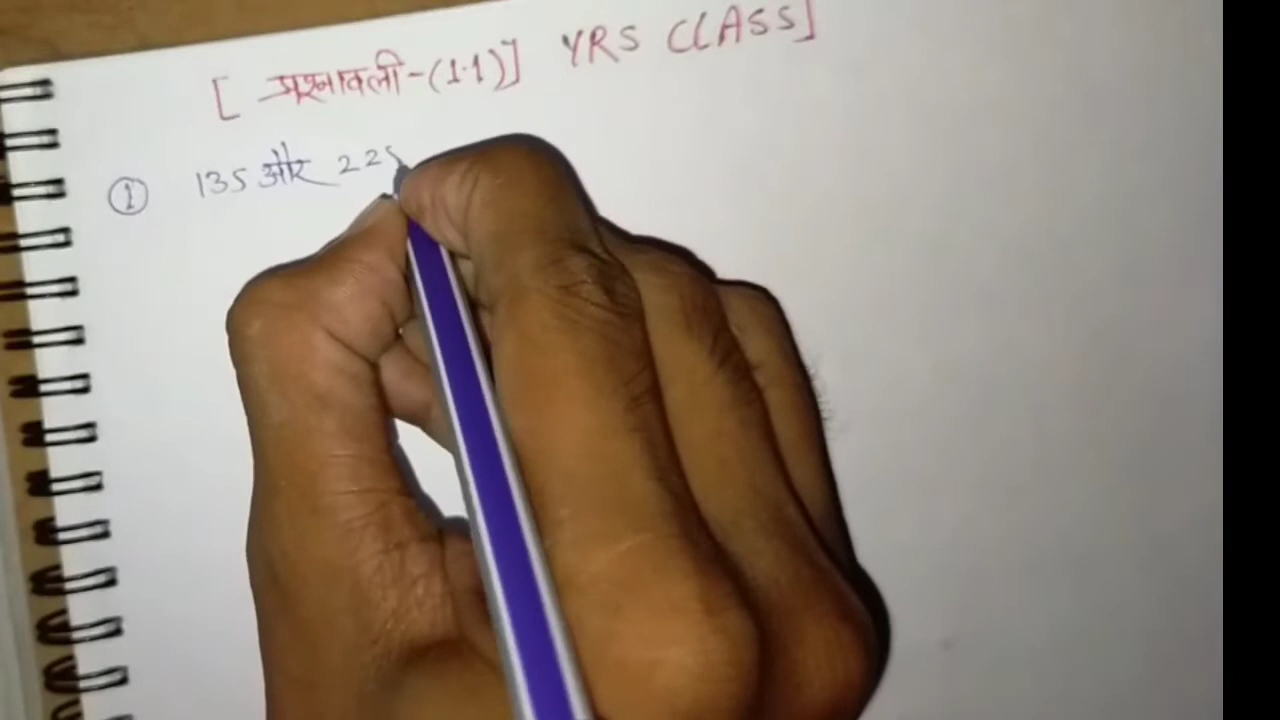 [ प्रश्नावली-(1.1)] YRS CLASS]
① 135 और 225